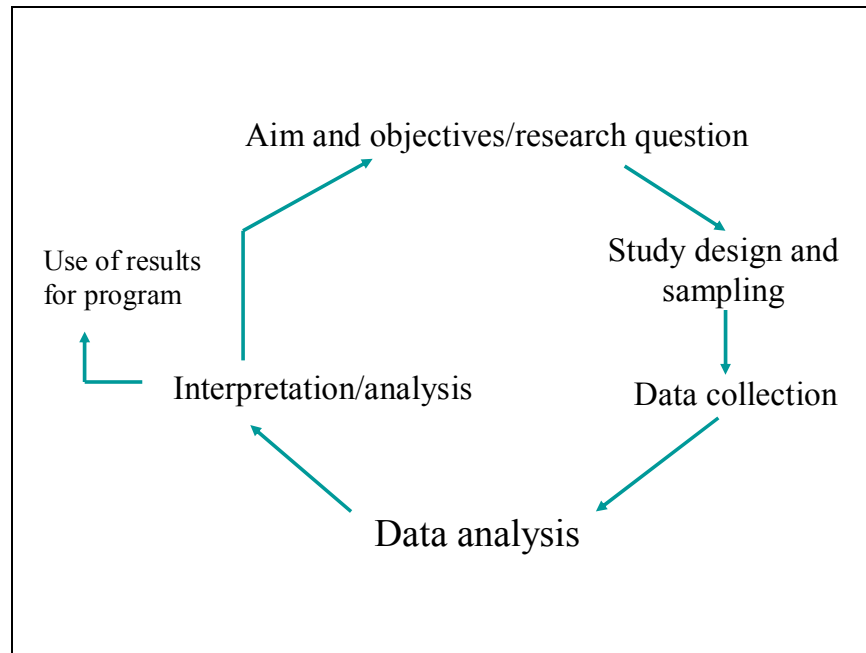 Aim and objectives/research question
Study design and
sampling
Data collection
Data analysis
Interpretation/analysis
Use of results
for program